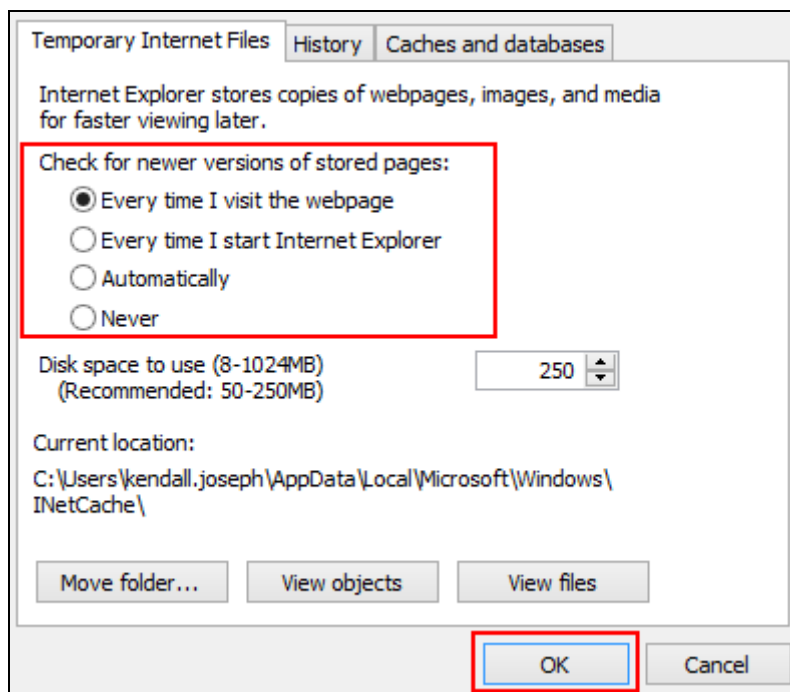 Temporary Internet Files
History
Caches and databases
Internet Explorer stores copies of webpages, images, and media
for faster viewing later.
Check for newer versions of stored pages:
Every time I visit the webpage
Every time I start Internet Explorer
Automatically
Never
Disk space to use (8-1024MB)
(Recommended: 50-250MB)
250
Current location:
C:\Users\kendall.joseph\AppData\Local\Microsoft\Windows\
INetCache\
Move folder...
View objects
View files
OK
Cancel